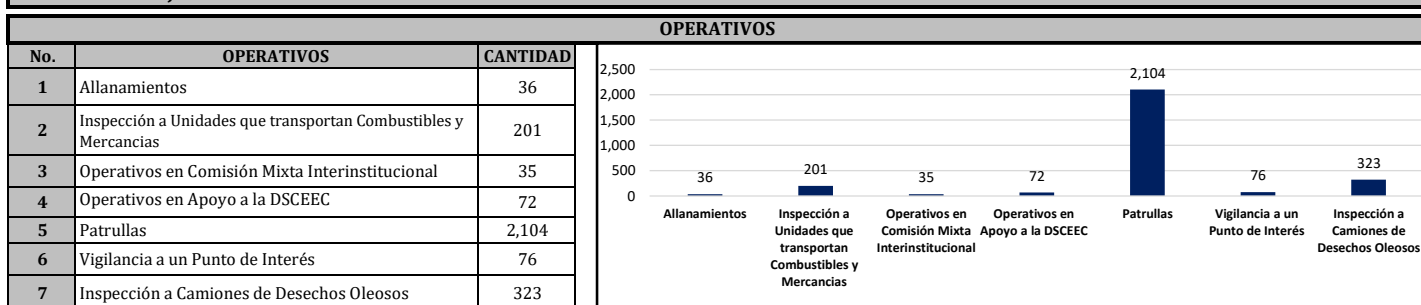 OPERATIVOS
No. OPERATIVOS CANTIDAD
1 Allanamientos 36
2 Inspección a Unidades que transportan Combustibles y
Mercancias 201
3 Operativos en Comisión Mixta Interinstitucional 35
4 Operativos en Apoyo a la DSCEEC 72
5 Patrullas 2,104
6 Vigilancia a un Punto de Interés 76
7 Inspección a Camiones de Desechos Oleosos 323
2,500
2,000
1,500
1,000
500
0
36 201 35 72 2,104 76 323
Allanamientos
Inspección a
Unidades que
transportan
Combustibles y
Mercancias
Operativos en
Comisión Mixta
Interinstitucional
Operativos en
Apoyo a la DSCEEC
Patrullas
Vigilancia a un
Punto de Interés
Inspección a
Camiones de
Desechos Oleosos